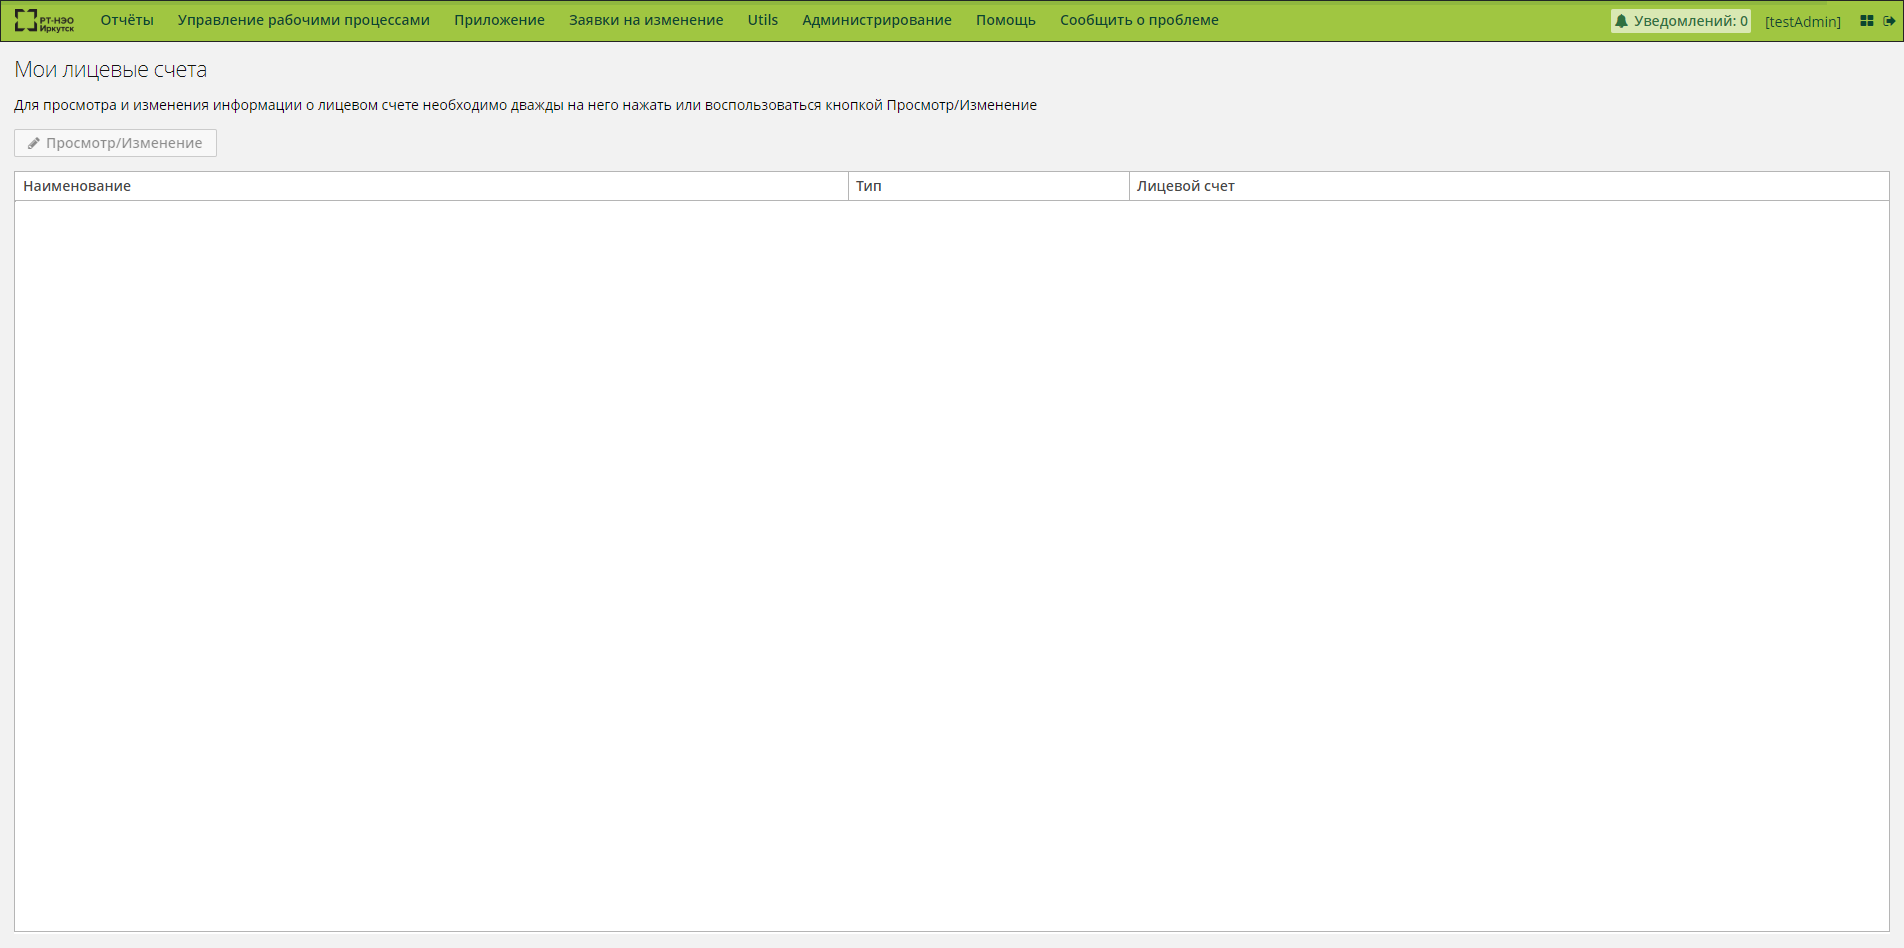 РТ-НЭО
Иркутск
Отчёты Управление рабочими процессами Приложение Заявки на изменение Utils Администрирование Помощь Сообщить о проблеме Уведомлений: 0 [testAdmin]
Мои лицевые счета
Для просмотра и изменения информации о лицевом счете необходимо дважды на него нажать или воспользоваться кнопкой Просмотр/Изменение
Просмотр/Изменение
Наименование Тип Лицевой счет